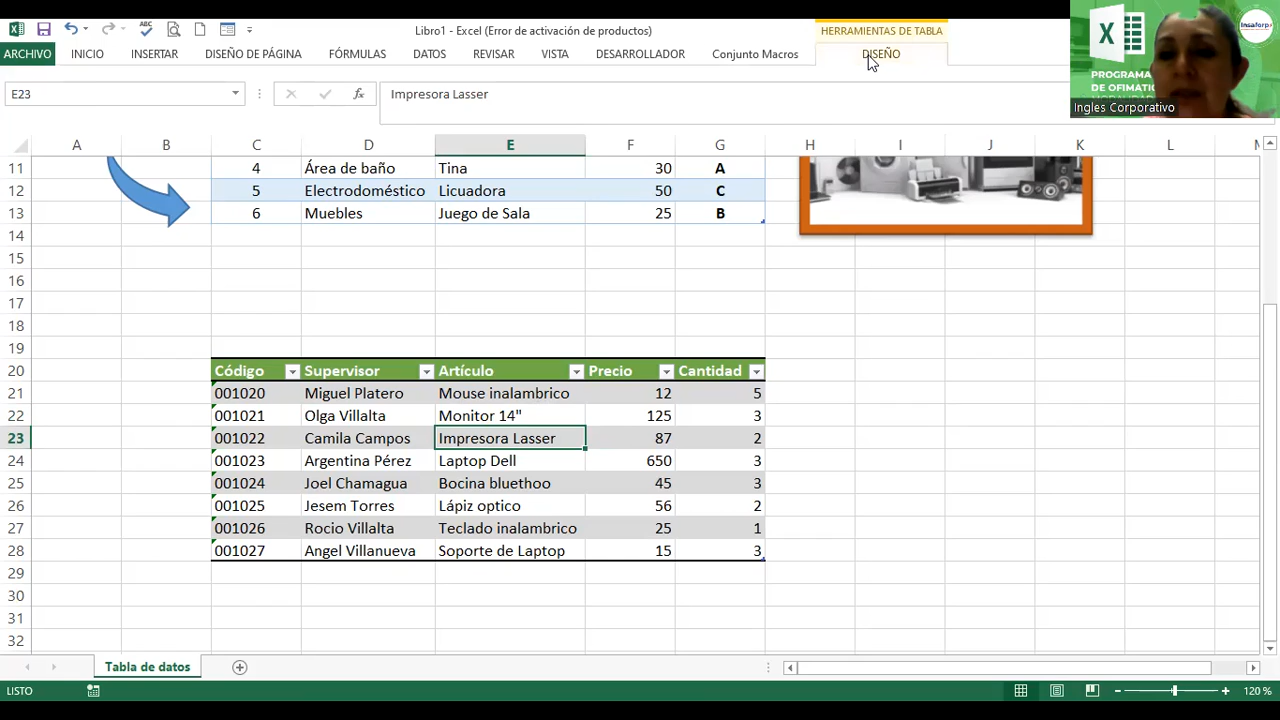 Libro1 - Excel (Error de activación de productos)
HERRAMIENTAS DE TABLA
ARCHIVO INICIO INSERTAR DISEÑO DE PÁGINA FÓRMULAS DATOS REVISAR VISTA DESARROLLADOR Conjunto Macros DISEÑO
ABC
X
Insaforp
PROGRAMA
DE OFIMATIC
Ingles Corporativo
E23 fx Impresora Lasser
A B C D E F G H I J K L
11 4 Área de baño Tina 30 A
12 5 Electrodoméstico Licuadora 50 C
13 6 Muebles Juego de Sala 25 B
14
15
16
17
18
19
20 Código Supervisor Artículo Precio Cantidad
21 001020 Miguel Platero Mouse inalambrico 12 5
22 001021 Olga Villalta Monitor 14" 125 3
23 001022 Camila Campos Impresora Lasser 87 2
24 001023 Argentina Pérez Laptop Dell 650 3
25 001024 Joel Chamagua Bocina bluethoo 45 3
26 001025 Jesem Torres Lápiz optico 56 2
27 001026 Rocio Villalta Teclado inalambrico 25 1
28 001027 Angel Villanueva Soporte de Laptop 15 3
29
30
31
32
Tabla de datos
LISTO 120 %